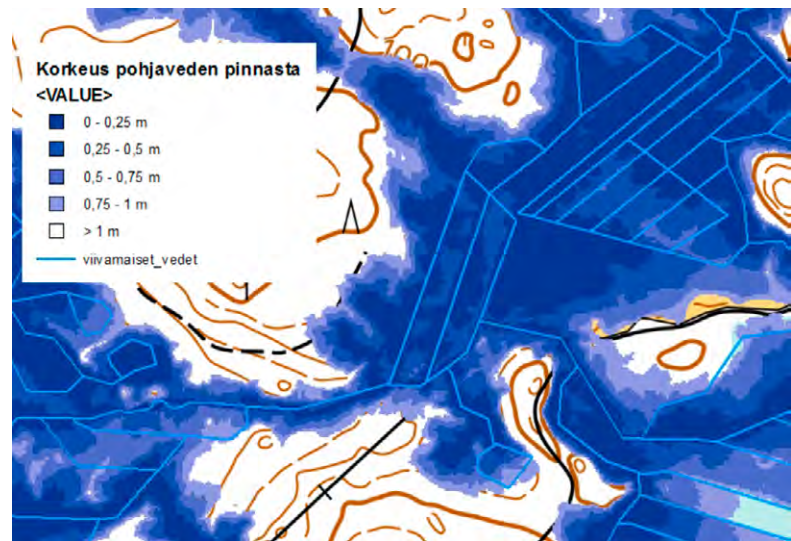 100
Korkeus pohjaveden pinnasta
<VALUE>
0 - 0,25 m
0,25 - 0,5 m
0,5 - 0,75 m
0,75 - 1 m
> 1 m
viivamaiset_vedet